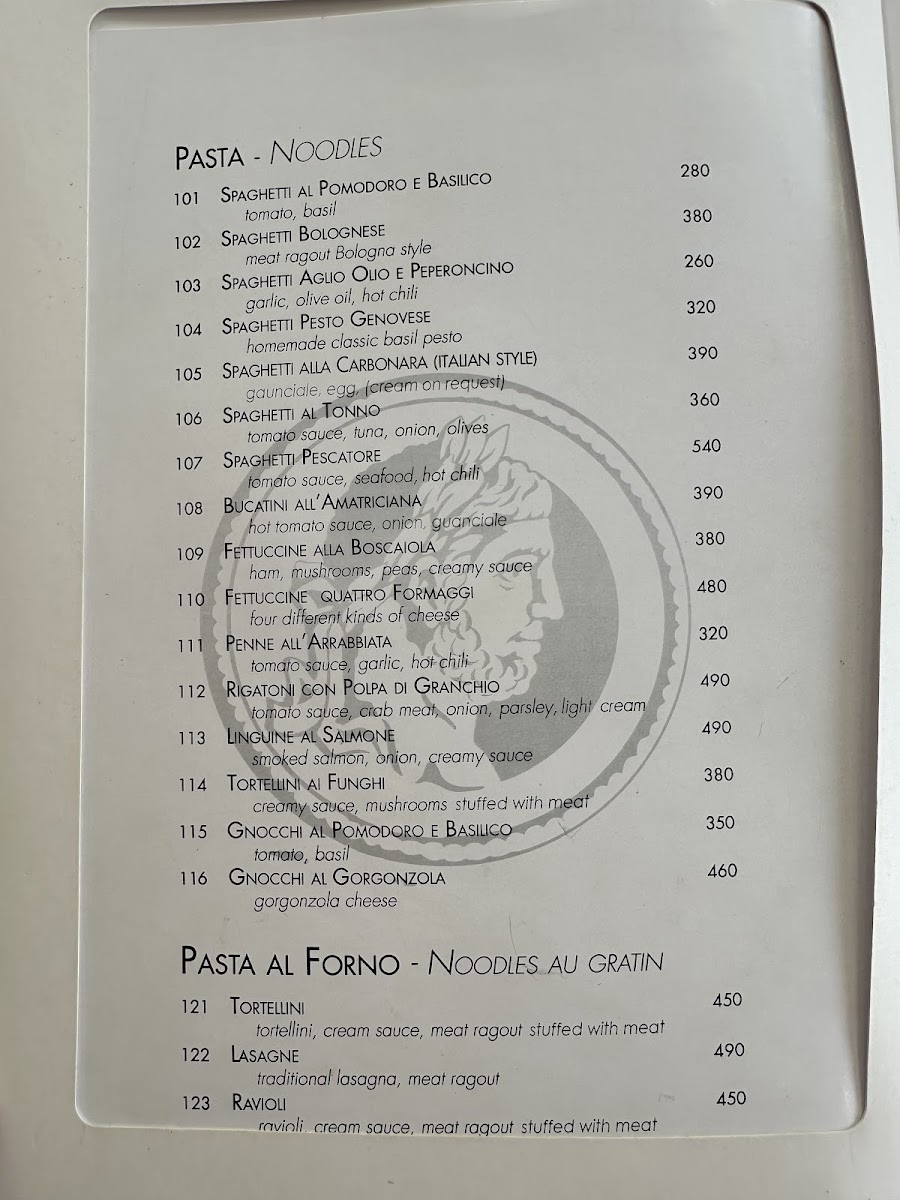 PASTA - NOODLES
101 SPAGHETTI AL POMODORO E BASILICO 280
tomato, basil
102 SPAGHETTI BOLOGNESE 380
meat ragout Bologna style
103 SPAGHETTI AGLIO OLIO E PEPERONCINO 260
garlic, olive oil, hot chili
104 SPAGHETTI PESTO GENOVESE 320
homemade classic basil pesto
105 SPAGHETTI ALLA CARBONARA (ITALIAN STYLE) 390
gaunciale, egg, (cream on request)
106 SPAGHETTI AL TONNO 360
tomato sauce, tuna, onion, olives
107 SPAGHETTI PESCATORE 540
tomato sauce, seafood, hot chili
108 BUCATINI ALL'AMATRICIANA 390
hot tomato sauce, onion, guanciale
109 FETTUCCINE ALLA BOSCAIOLA 380
ham, mushrooms, peas, creamy sauce
110 FETTUCCINE QUATTRO FORMAGGI 480
four different kinds of cheese
111 PENNE ALL'ARRABBIATA 320
tomato sauce, garlic, hot chili
112 RIGATONI CON POLPA DI GRANCHIO 490
tomato sauce, crab meat, onion, parsley, light cream
113 LINGUINE AL SALMONE 490
smoked salmon, onion, creamy sauce
114 TORTELLINI AI FUNGHI 380
creamy sauce, mushrooms stuffed with meat
115 GNOCCHI AL POMODORO E BASILICO 350
tomato, basil
116 GNOCCHI AL GORGONZOLA 460
gorgonzola cheese
PASTA AL FORNO - NOODLES AU GRATIN
121 TORTELLINI 450
tortellini, cream sauce, meat ragout stuffed with meat
122 LASAGNE 490
traditional lasagna, meat ragout
123 RAVIOLI 450
ravioli, cream sauce, meat ragout stuffed with meat